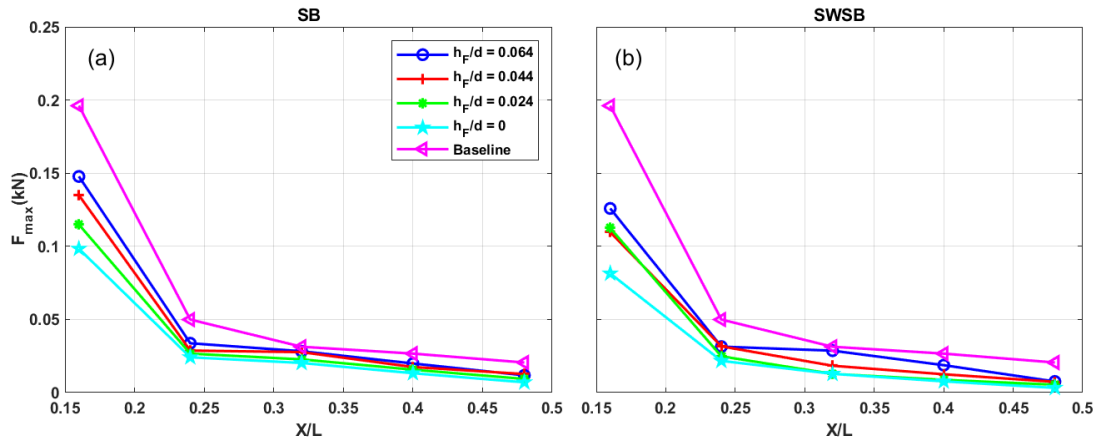 SB
(a)
h_F/d = 0.064
h_F/d = 0.044
h_F/d = 0.024
h_F/d = 0
Baseline
F_max(kN)
0.25
0.2
0.15
0.1
0.05
0
0.15 0.2 0.25 0.3 0.35 0.4 0.45 0.5
X/L
SWSB
(b)
0.15 0.2 0.25 0.3 0.35 0.4 0.45 0.5
X/L